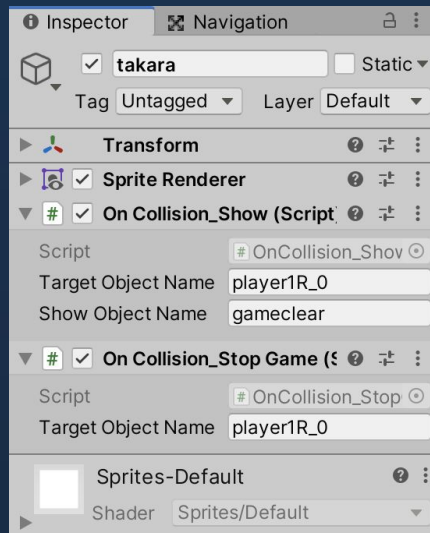 Inspector Navigation
takara Static
Tag Untagged Layer Default
Transform
Sprite Renderer
# On Collision_Show (Script)
Script # OnCollision_Show
Target Object Name player1R_0
Show Object Name gameclear
# On Collision_Stop Game (S
Script # OnCollision_Stop
Target Object Name player1R_0
Sprites-Default
Shader Sprites/Default